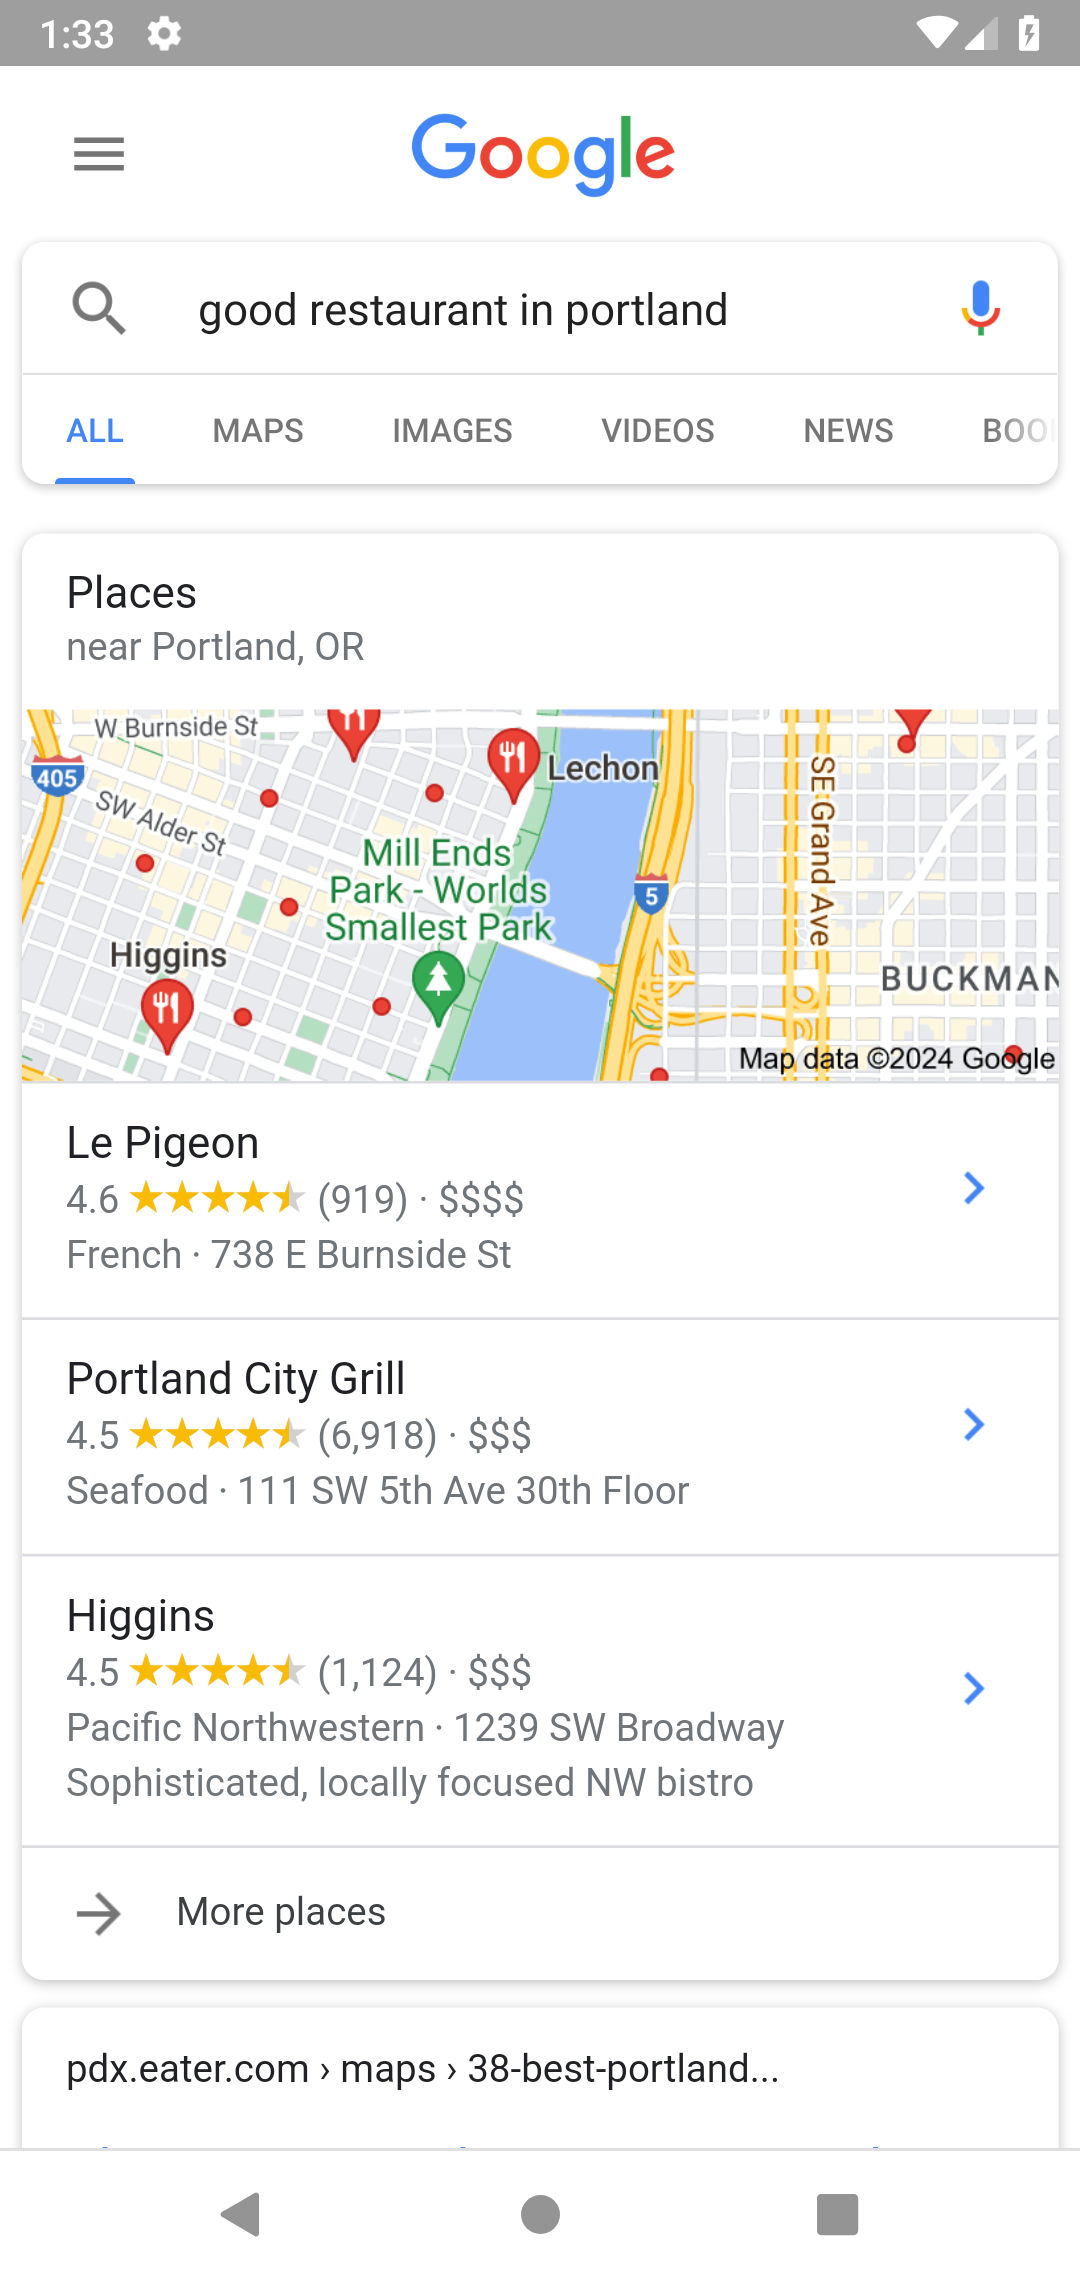 1:33
Google
good restaurant in portland
ALL MAPS IMAGES VIDEOS NEWS BOO
Places
near Portland, OR
W Burnside St
405
Lechon
SW Alder St
SE Grand Ave
Mill Ends
Park - Worlds
Smallest Park
5
Higgins
BUCKMAN
Map data ©2024 Google
Le Pigeon
4.6 ★★★★★ (919) · $$$$
French · 738 E Burnside St
Portland City Grill
4.5 ★★★★★ (6,918) · $$$
Seafood · 111 SW 5th Ave 30th Floor
Higgins
4.5 ★★★★★ (1,124) · $$$
Pacific Northwestern · 1239 SW Broadway
Sophisticated, locally focused NW bistro
More places
pdx.eater.com › maps › 38-best-portland...